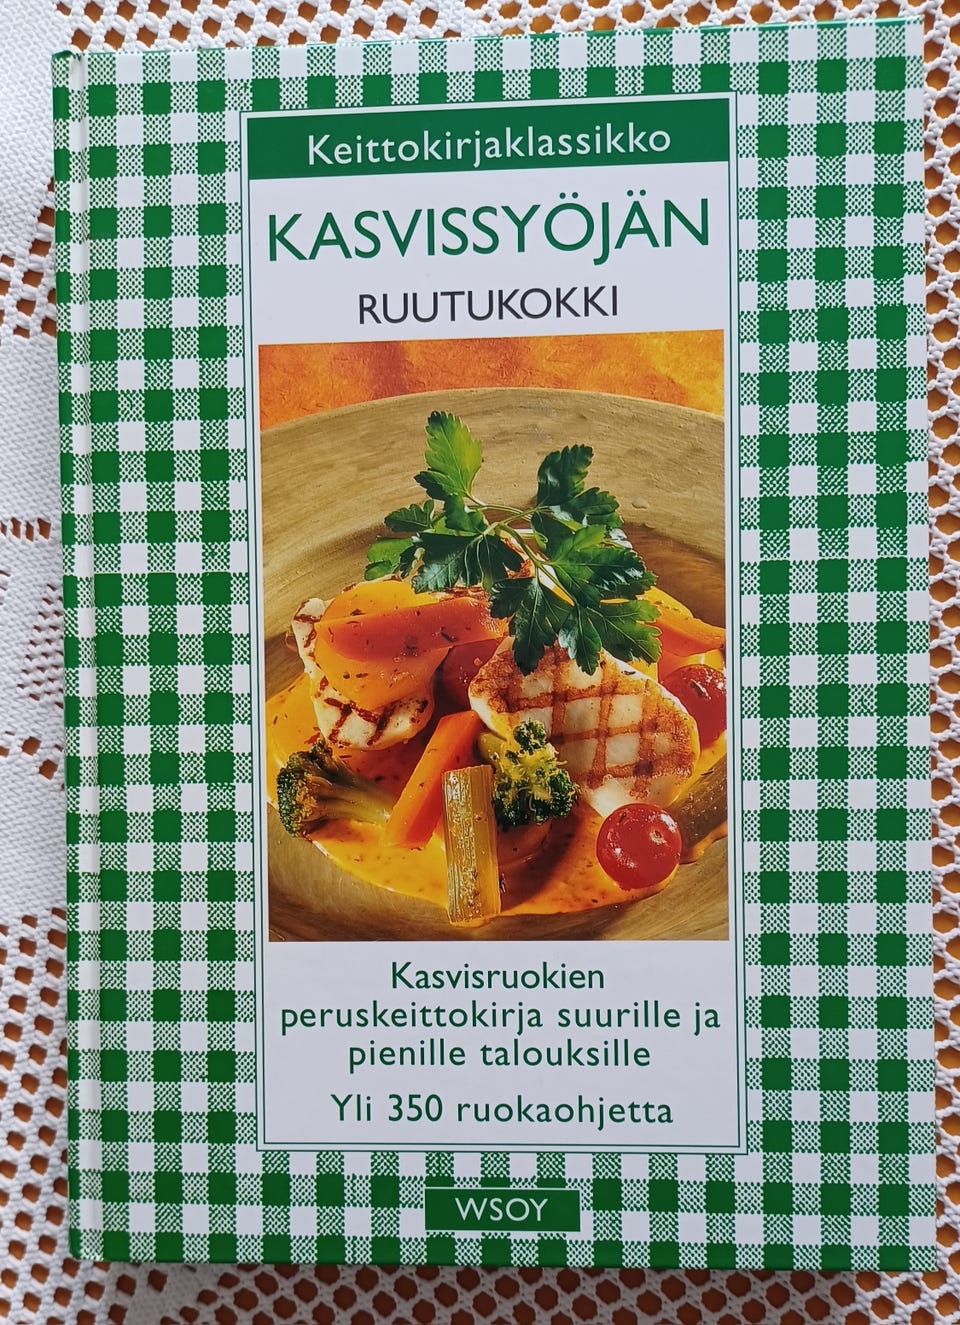 Keittokirjaklassikko
KASVISSYÖJÄN
RUUTUKOKKI
Kasvisruokien
peruskeittokirja suurille ja
pienille talouksille
Yli 350 ruokaohjetta
WSOY